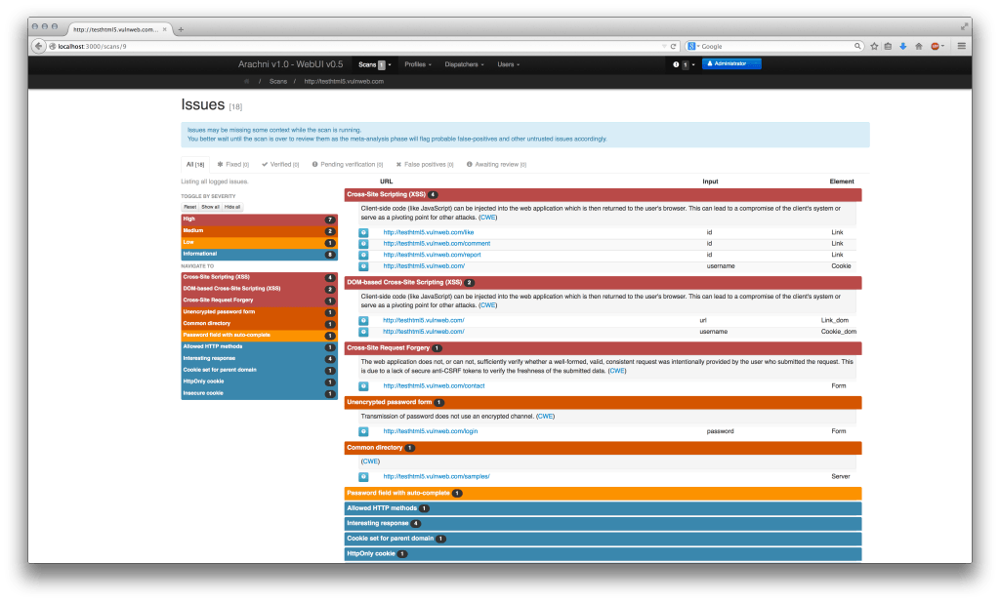 http://testhtml5.vulnweb.com...
localhost:3000/scans/9
Google
Arachni v1.0 - WebUI v0.5 Scans 1 Profiles Dispatchers Users 1 Administrator
/ Scans / http://testhtml5.vulnweb.com
Issues [18]
Issues may be missing some context while the scan is running.
You better wait until the scan is over to review them as the meta-analysis phase will flag probable false-positives and other untrusted issues accordingly.
All [18] Fixed [0] Verified [0] Pending verification [0] False positives [0] Awaiting review [0]
Listing all logged issues.
TOGGLE BY SEVERITY
Reset Show all Hide all
High 7
Medium 2
Low 1
Informational 8
NAVIGATE TO
Cross-Site Scripting (XSS) 4
DOM-based Cross-Site Scripting (XSS) 2
Cross-Site Request Forgery 1
Unencrypted password form 1
Common directory 1
Password field with auto-complete 1
Allowed HTTP methods 1
Interesting response 4
Cookie set for parent domain 1
HttpOnly cookie 1
Insecure cookie 1
URL Input Element
Cross-Site Scripting (XSS) 4
Client-side code (like JavaScript) can be injected into the web application which is then returned to the user's browser. This can lead to a compromise of the client's system or
serve as a pivoting point for other attacks. (CWE)
http://testhtml5.vulnweb.com/like id Link
http://testhtml5.vulnweb.com/comment id Link
http://testhtml5.vulnweb.com/report id Link
http://testhtml5.vulnweb.com/ username Cookie
DOM-based Cross-Site Scripting (XSS) 2
Client-side code (like JavaScript) can be injected into the web application which is then returned to the user's browser. This can lead to a compromise of the client's system or
serve as a pivoting point for other attacks. (CWE)
http://testhtml5.vulnweb.com/ url Link_dom
http://testhtml5.vulnweb.com/ username Cookie_dom
Cross-Site Request Forgery 1
The web application does not, or can not, sufficiently verify whether a well-formed, valid, consistent request was intentionally provided by the user who submitted the request. This
is due to a lack of secure anti-CSRF tokens to verify the freshness of the submitted data. (CWE)
http://testhtml5.vulnweb.com/contact Form
Unencrypted password form 1
Transmission of password does not use an encrypted channel. (CWE)
http://testhtml5.vulnweb.com/login password Form
Common directory 1
(CWE)
http://testhtml5.vulnweb.com/samples/ Server
Password field with auto-complete 1
Allowed HTTP methods 1
Interesting response 4
Cookie set for parent domain 1
HttpOnly cookie 1